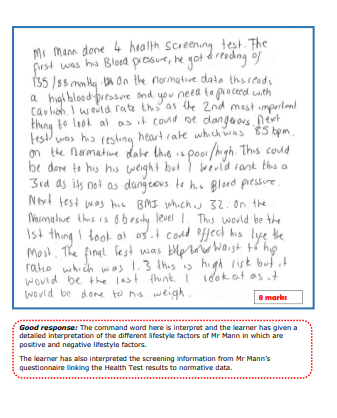 Mr Mann done 4 health screening test. The
first was his Blood pressure, he got a reading of
135/88 mmHg. On the normative data this reads
a high blood pressure and you need to proceed with
caution. I would rate this as the 2nd most important
thing to look at as it could be dangerous. Next
test was his resting heart rate which was 85 bpm.
on the Normative data this is poor/high. This could
be done to his weight but I would rank this a
3rd as its not as dangerous to his Blood pressure.
Next test was his BMI which is 32. on the
Normative this is obesity level 1. This would be the
1st thing I look at as it could effect his life the
Most. The final test was waist to hip
ratio which was 1.3 this is high risk but it
would be the last think I look at as it
would be done to his weigh.
8 marks
Good response: The command word here is interpret and the learner has given a
detailed interpretation of the different lifestyle factors of Mr Mann in which are
positive and negative lifestyle factors.
The learner has also interpreted the screening information from Mr Mann's
questionnaire linking the Health Test results to normative data.